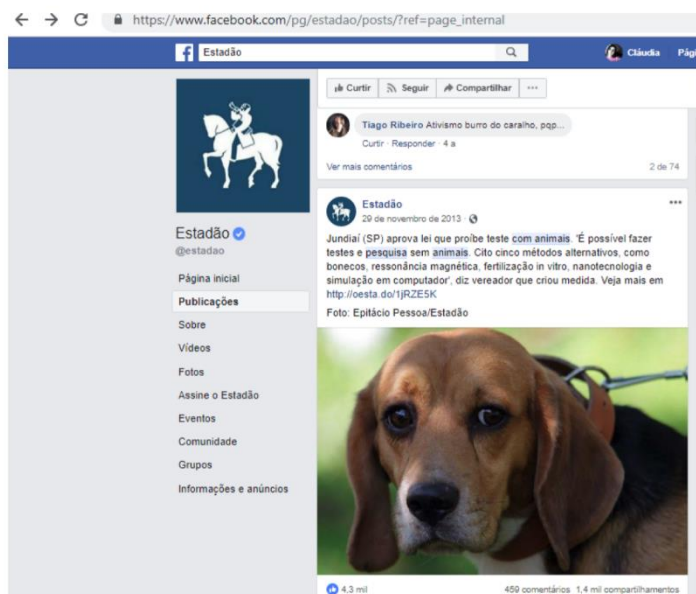 https://www.facebook.com/pg/estadao/posts/?ref=page_internal
Estadão
Cláudia
Pági
Curtir Seguir Compartilhar ...
Tiago Ribeiro Ativismo burro do caralho, pqp...
Curtir · Responder · 4 a
Ver mais comentários 2 de 74
Estadão
@estadao
Página inicial
Publicações
Sobre
Vídeos
Fotos
Assine o Estadão
Eventos
Comunidade
Grupos
Informações e anúncios
Estadão
29 de novembro de 2013 ·
Jundiaí (SP) aprova lei que proíbe teste com animais. 'É possível fazer
testes e pesquisa sem animais. Cito cinco métodos alternativos, como
bonecos, ressonância magnética, fertilização in vitro, nanotecnologia e
simulação em computador', diz vereador que criou medida. Veja mais em
http://oesta.do/1jRZE5K
Foto: Epitácio Pessoa/Estadão
4,3 mil 459 comentários 1,4 mil compartilhamentos